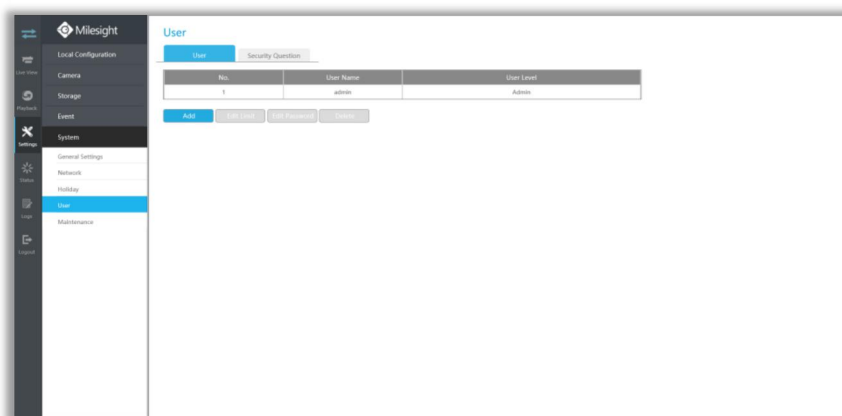 Milesight
Live View
Playback
Settings
Status
Logs
Logout
Local Configuration
Camera
Storage
Event
System
General Settings
Network
Holiday
User
Maintenance
User
User Security Question
No. User Name User Level
1 admin Admin
Add Edit User Edit Password Delete